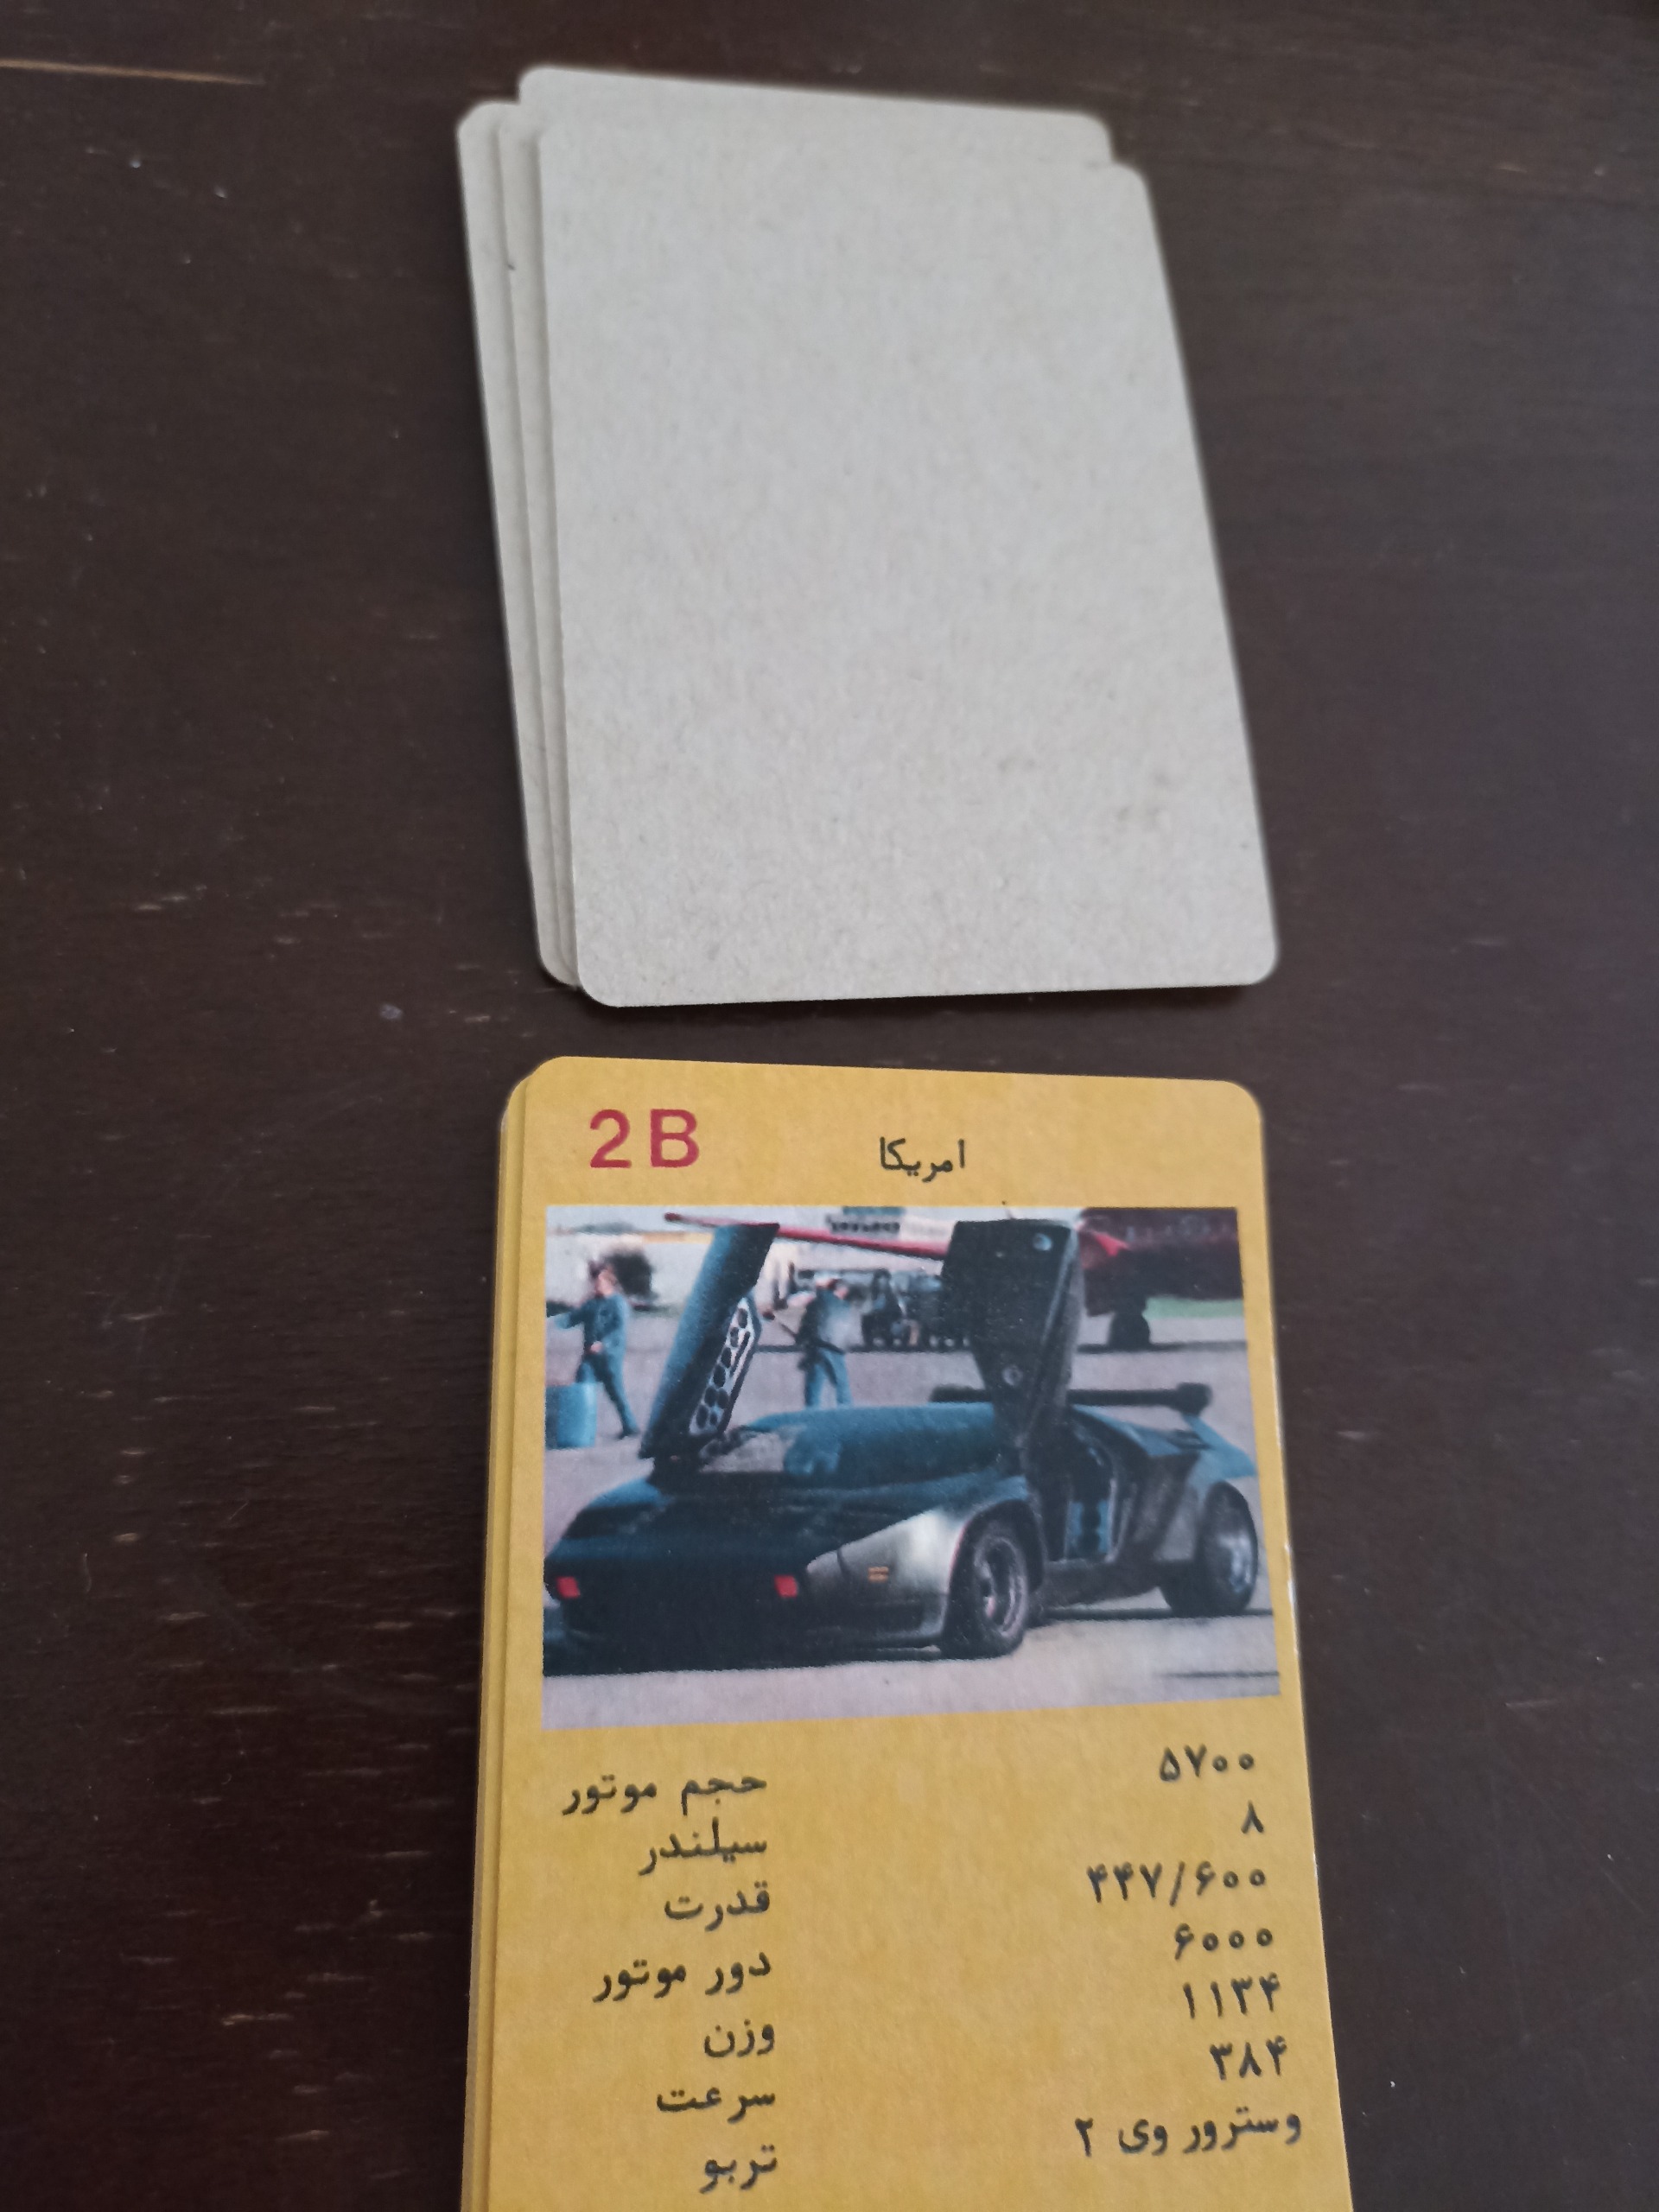 2B
امریکا
حجم موتور ۵۷۰۰
سیلندر ۸
قدرت ۴۴۷/۶۰۰
دور موتور ۶۰۰۰
وزن ۱۱۳۴
سرعت ۳۸۴
تربو وسترور وی ۲